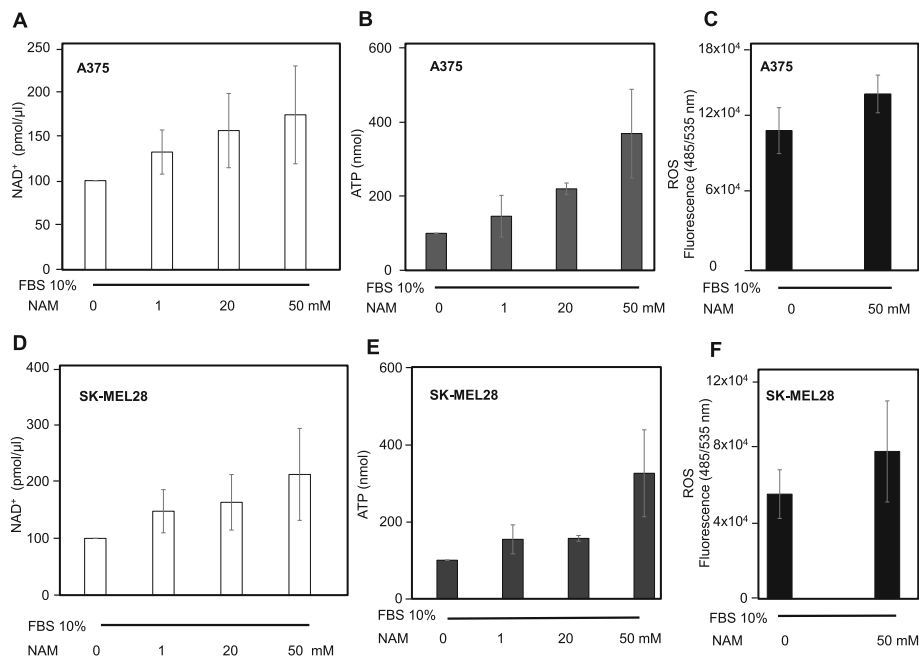 A
A375
NAD⁺ (pmol/µl)
250
200
150
100
50
0
FBS 10%
NAM 0 1 20 50 mM
B
A375
ATP (nmol)
600
400
200
0
FBS 10%
NAM 0 1 20 50 mM
C
A375
ROS
Fluorescence (485/535 nm)
18x10⁴
12x10⁴
6x10⁴
0
FBS 10%
NAM 0 50 mM
D
SK-MEL28
NAD⁺ (pmol/µl)
400
300
200
100
0
FBS 10%
NAM 0 1 20 50 mM
E
SK-MEL28
ATP (nmol)
600
400
200
0
FBS 10%
NAM 0 1 20 50 mM
F
SK-MEL28
ROS
Fluorescence (485/535 nm)
12x10⁴
8x10⁴
4x10⁴
0
FBS 10%
NAM 0 50 mM